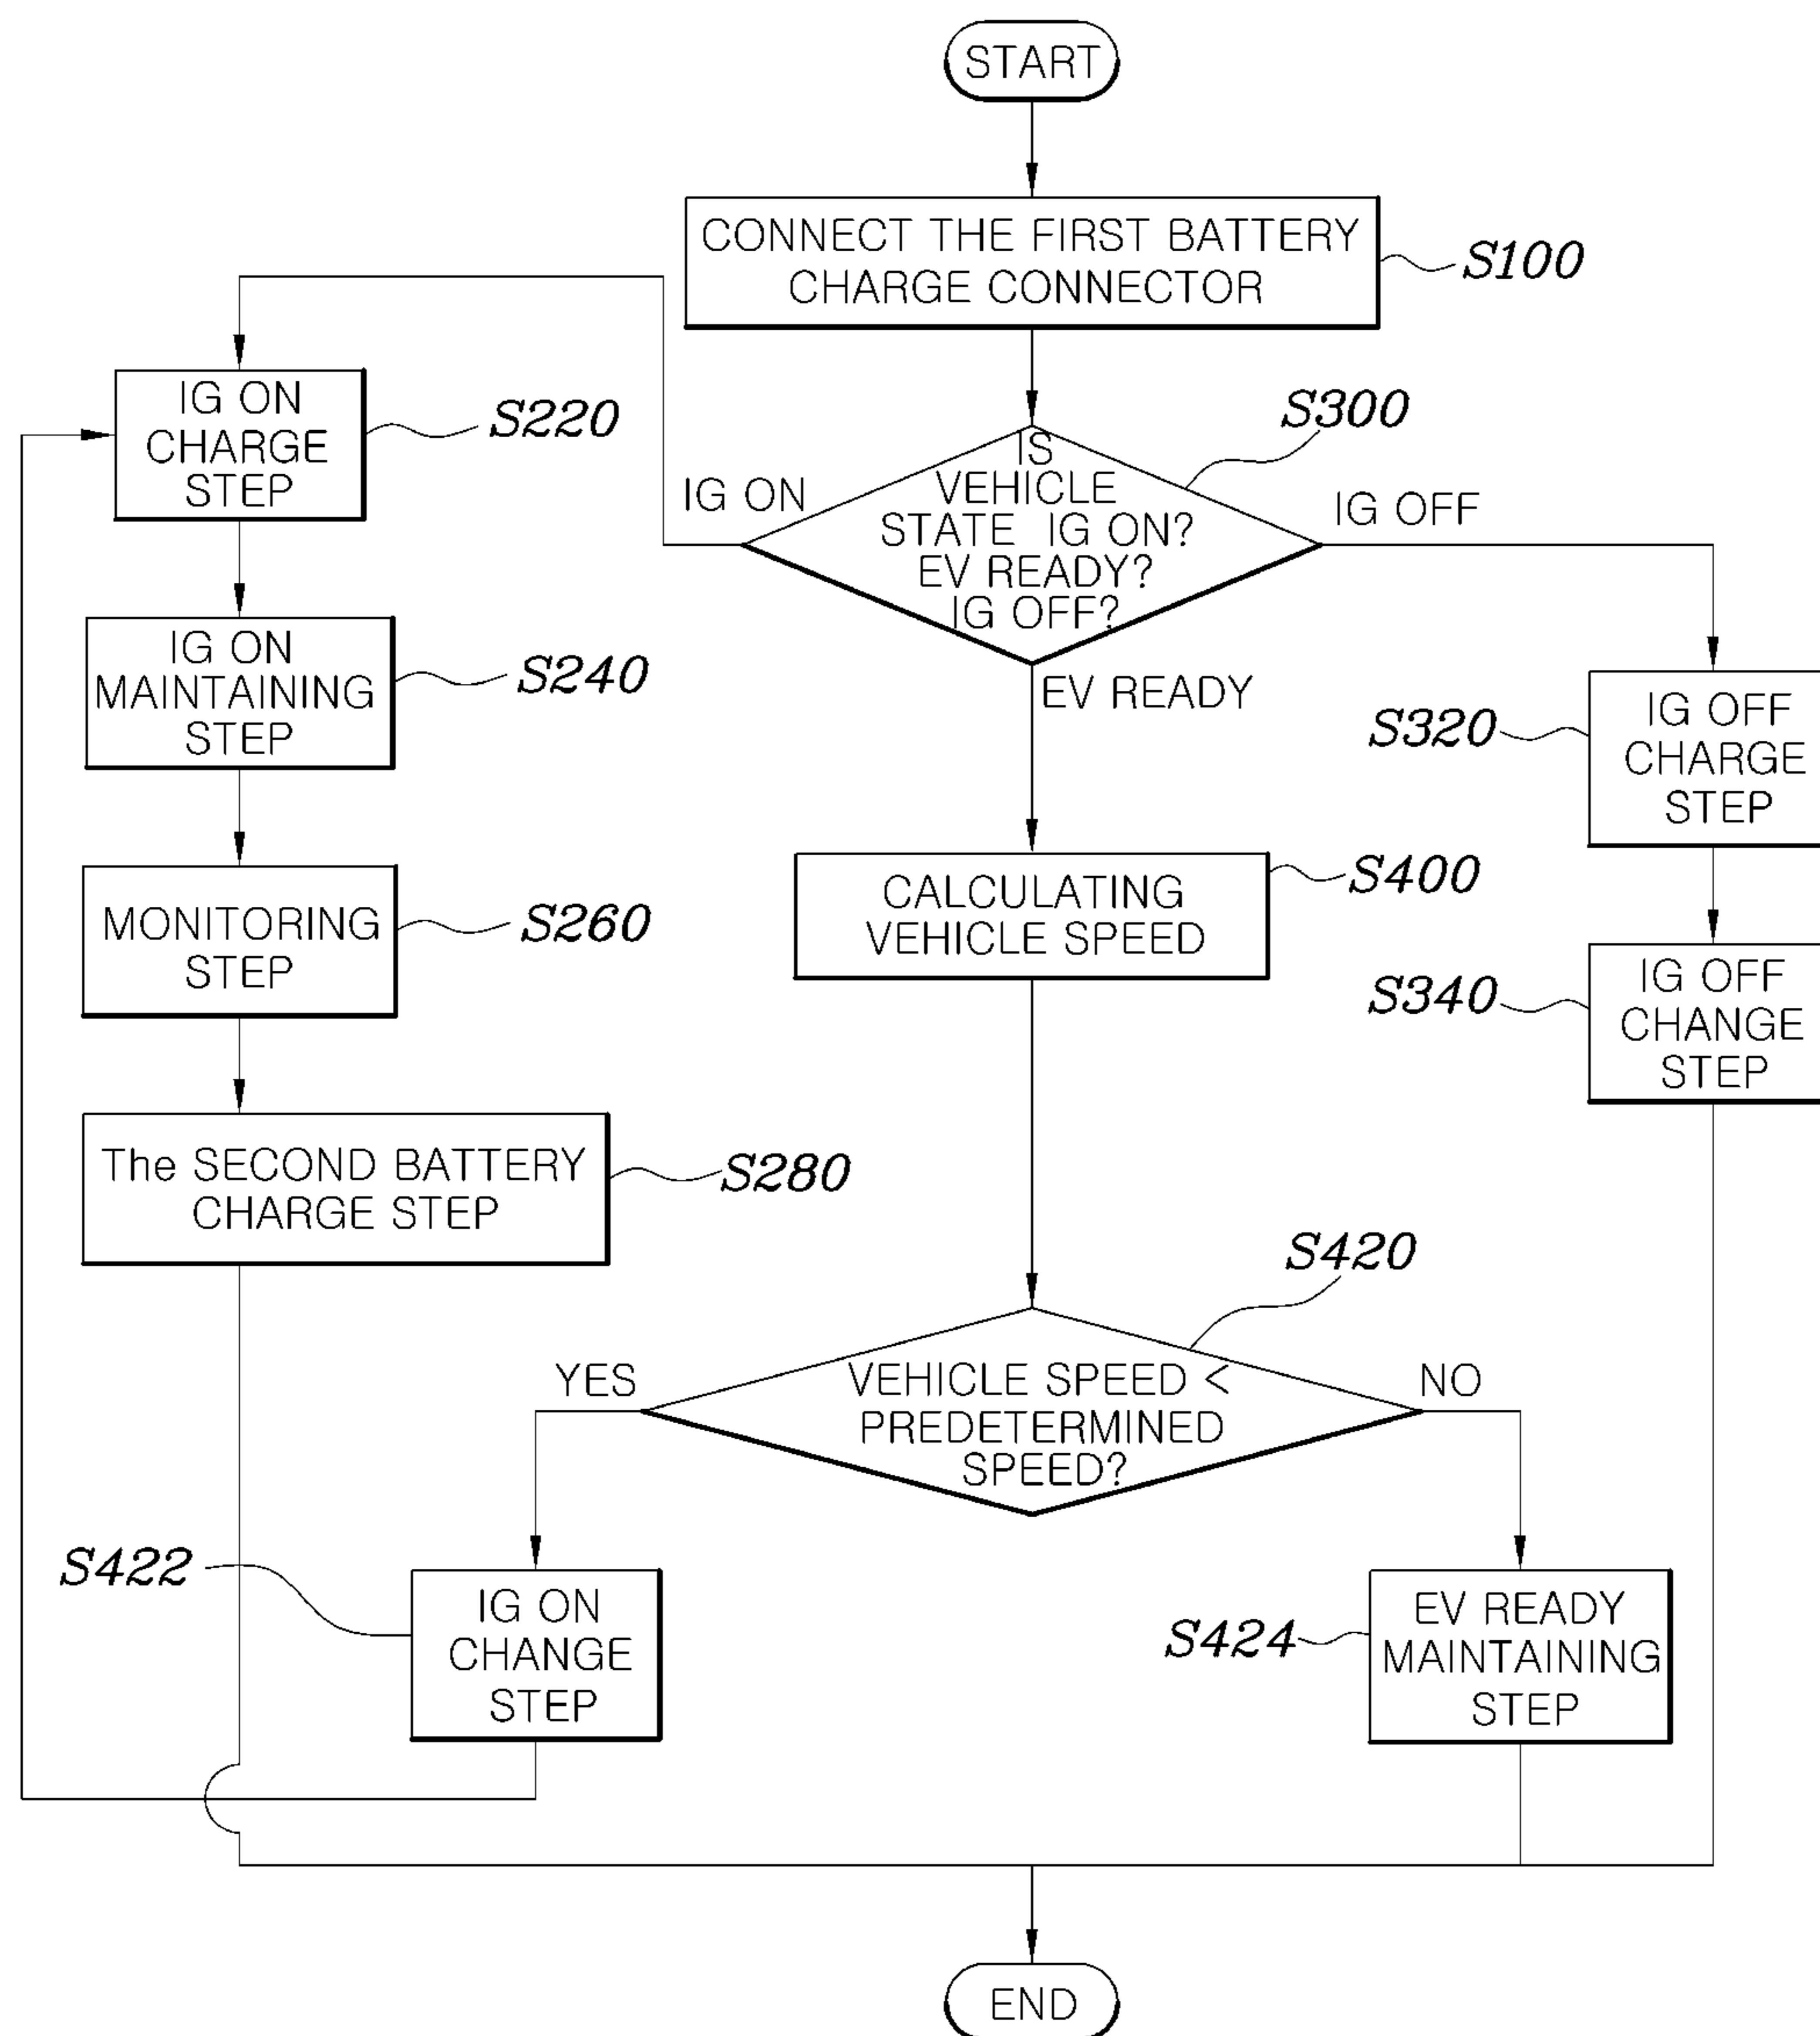 START
CONNECT THE FIRST BATTERY
CHARGE CONNECTOR
S100
IG ON
CHARGE
STEP
S220
S300
IS
VEHICLE
STATE IG ON?
EV READY?
IG OFF?
IG ON
IG OFF
EV READY
IG ON
MAINTAINING
STEP
S240
S320
IG OFF
CHARGE
STEP
MONITORING
STEP
S260
CALCULATING
VEHICLE SPEED
S400
S340
IG OFF
CHANGE
STEP
The SECOND BATTERY
CHARGE STEP
S280
S420
VEHICLE SPEED <
PREDETERMINED
SPEED?
YES
NO
S422
IG ON
CHANGE
STEP
S424
EV READY
MAINTAINING
STEP
END